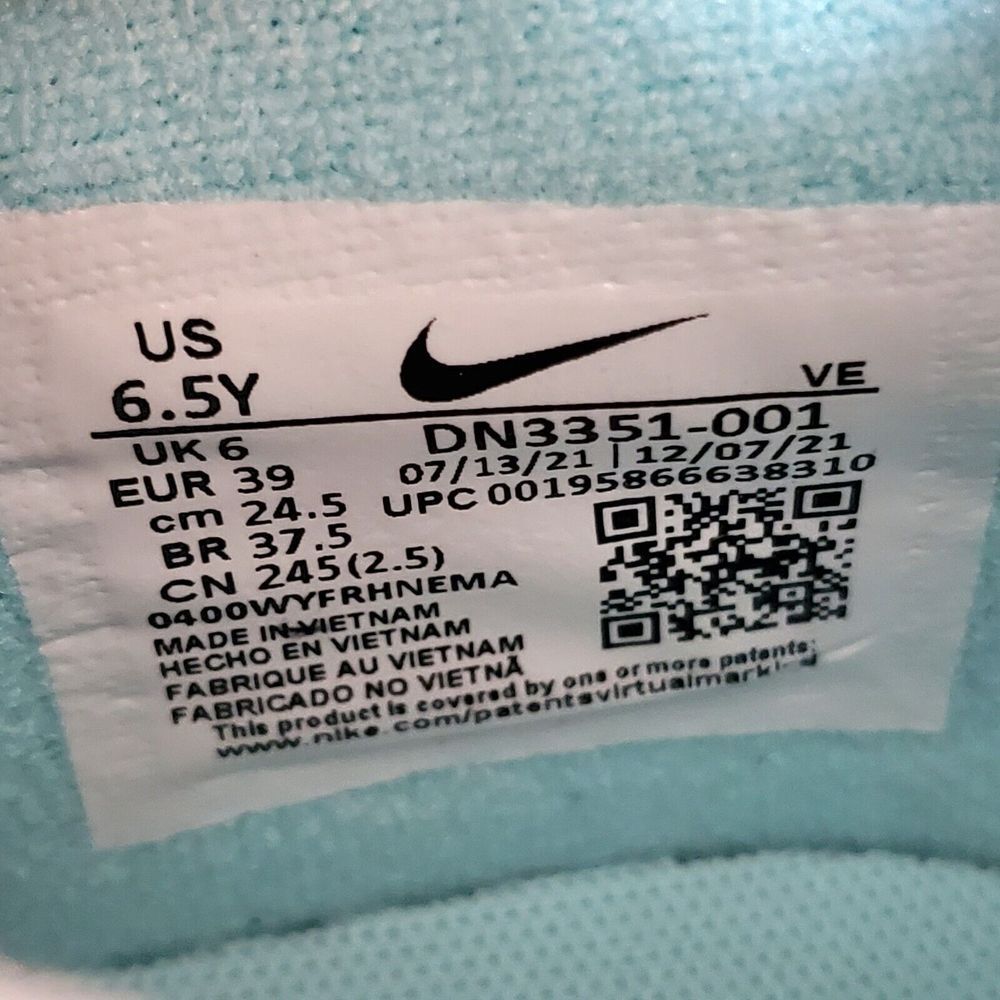 US
6.5Y
VE
UK 6
DN3351-001
EUR 39
07/13/21 | 12/07/21
cm 24.5
UPC 00195866638310
BR 37.5
CN 245(2.5)
0400WYFRHNEMA
MADE IN VIETNAM
HECHO EN VIETNAM
FABRIQUE AU VIETNAM
FABRICADO NO VIETNÃ
This product is covered by one or more patents:
www.nike.com/patentsvirtualmarking